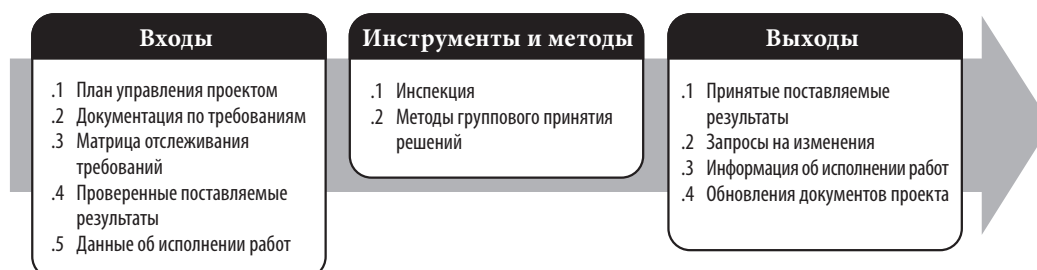 Входы
.1 План управления проектом
.2 Документация по требованиям
.3 Матрица отслеживания
требований
.4 Проверенные поставляемые
результаты
.5 Данные об исполнении работ
Инструменты и методы
.1 Инспекция
.2 Методы группового принятия
решений
Выходы
.1 Принятые поставляемые
результаты
.2 Запросы на изменения
.3 Информация об исполнении работ
.4 Обновления документов проекта